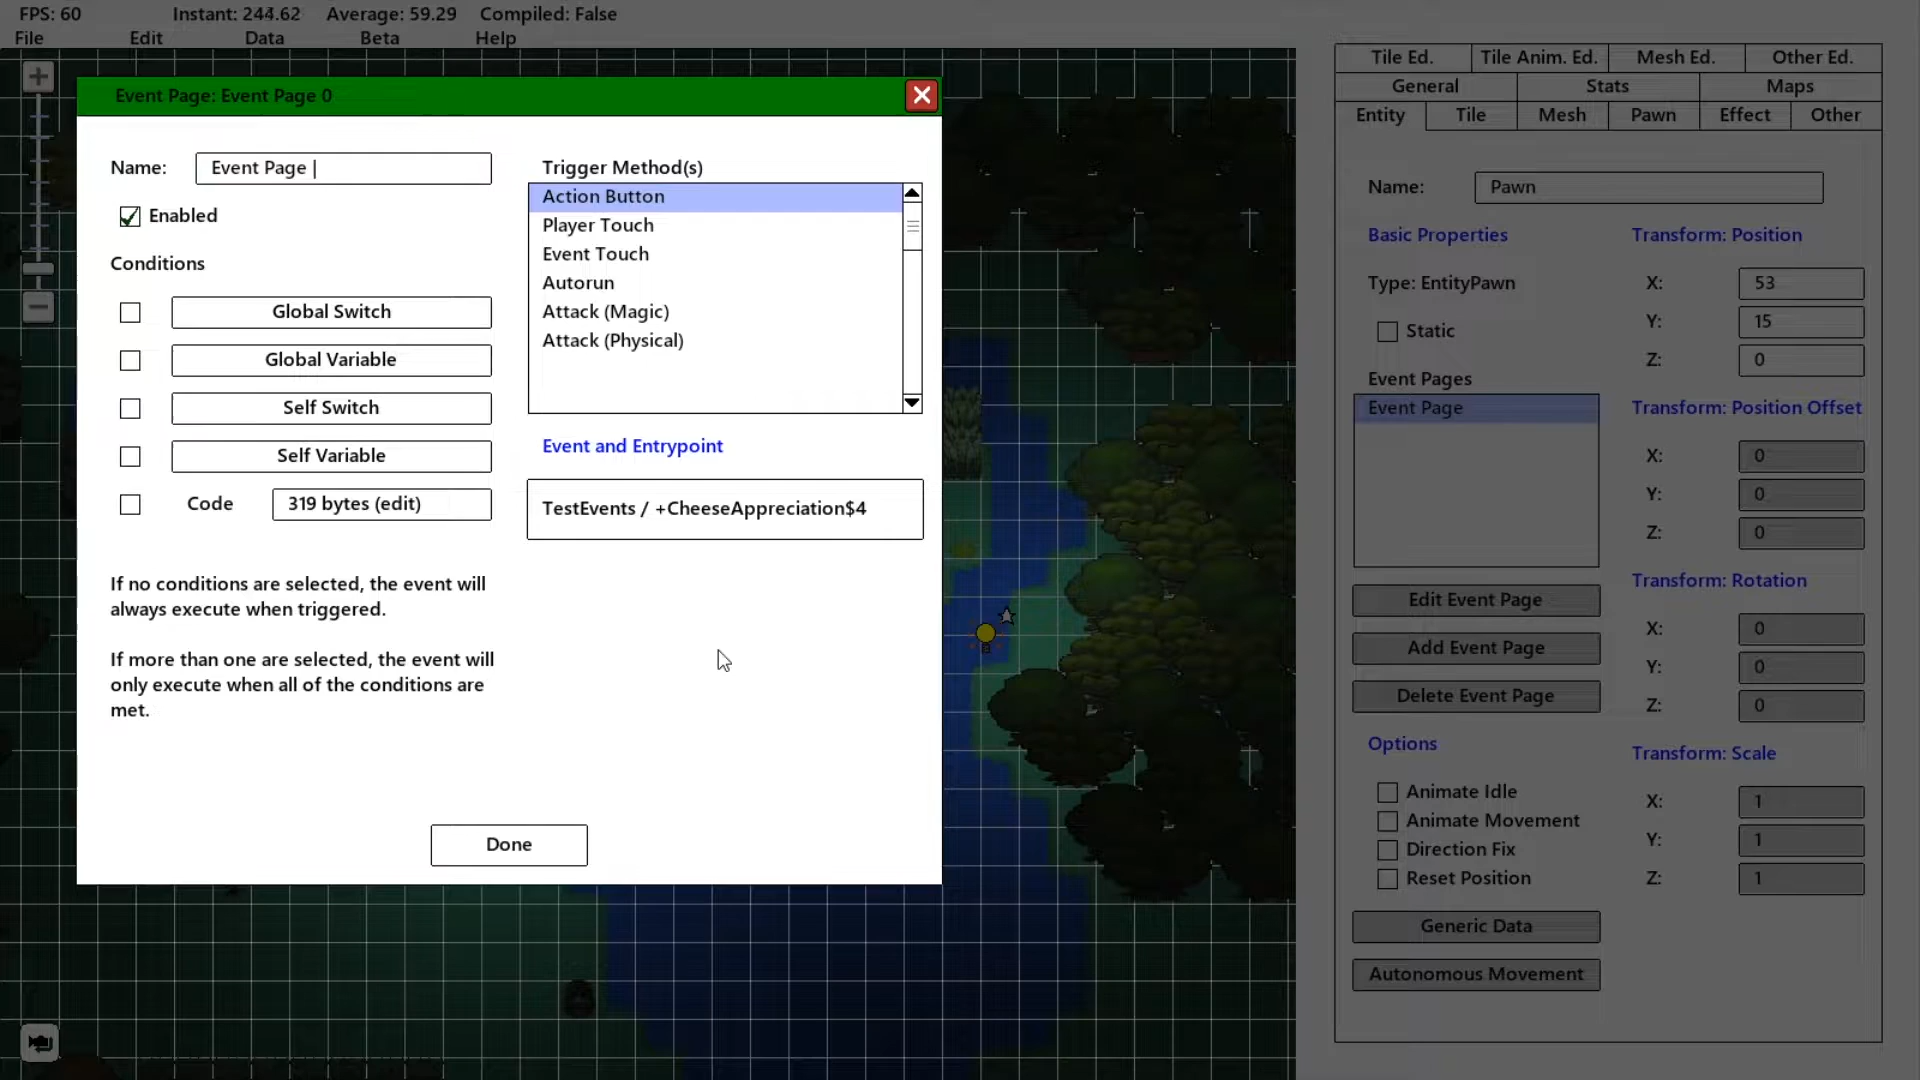 FPS: 60 Instant: 244.62 Average: 59.29 Compiled: False
File Edit Data Beta Help
Event Page: Event Page 0
Name: Event Page
Enabled
Conditions
Global Switch
Global Variable
Self Switch
Self Variable
Code 319 bytes (edit)
If no conditions are selected, the event will
always execute when triggered.
If more than one are selected, the event will
only execute when all of the conditions are
met.
Trigger Method(s)
Action Button
Player Touch
Event Touch
Autorun
Attack (Magic)
Attack (Physical)
Event and Entrypoint
TestEvents / +CheeseAppreciation$4
Done
Tile Ed. Tile Anim. Ed. Mesh Ed. Other Ed.
General Stats Maps
Entity Tile Mesh Pawn Effect Other
Name: Pawn
Basic Properties
Type: EntityPawn
Static
Event Pages
Event Page
Edit Event Page
Add Event Page
Delete Event Page
Options
Animate Idle
Animate Movement
Direction Fix
Reset Position
Generic Data
Autonomous Movement
Transform: Position
X: 53
Y: 15
Z: 0
Transform: Position Offset
X: 0
Y: 0
Z: 0
Transform: Rotation
X: 0
Y: 0
Z: 0
Transform: Scale
X: 1
Y: 1
Z: 1